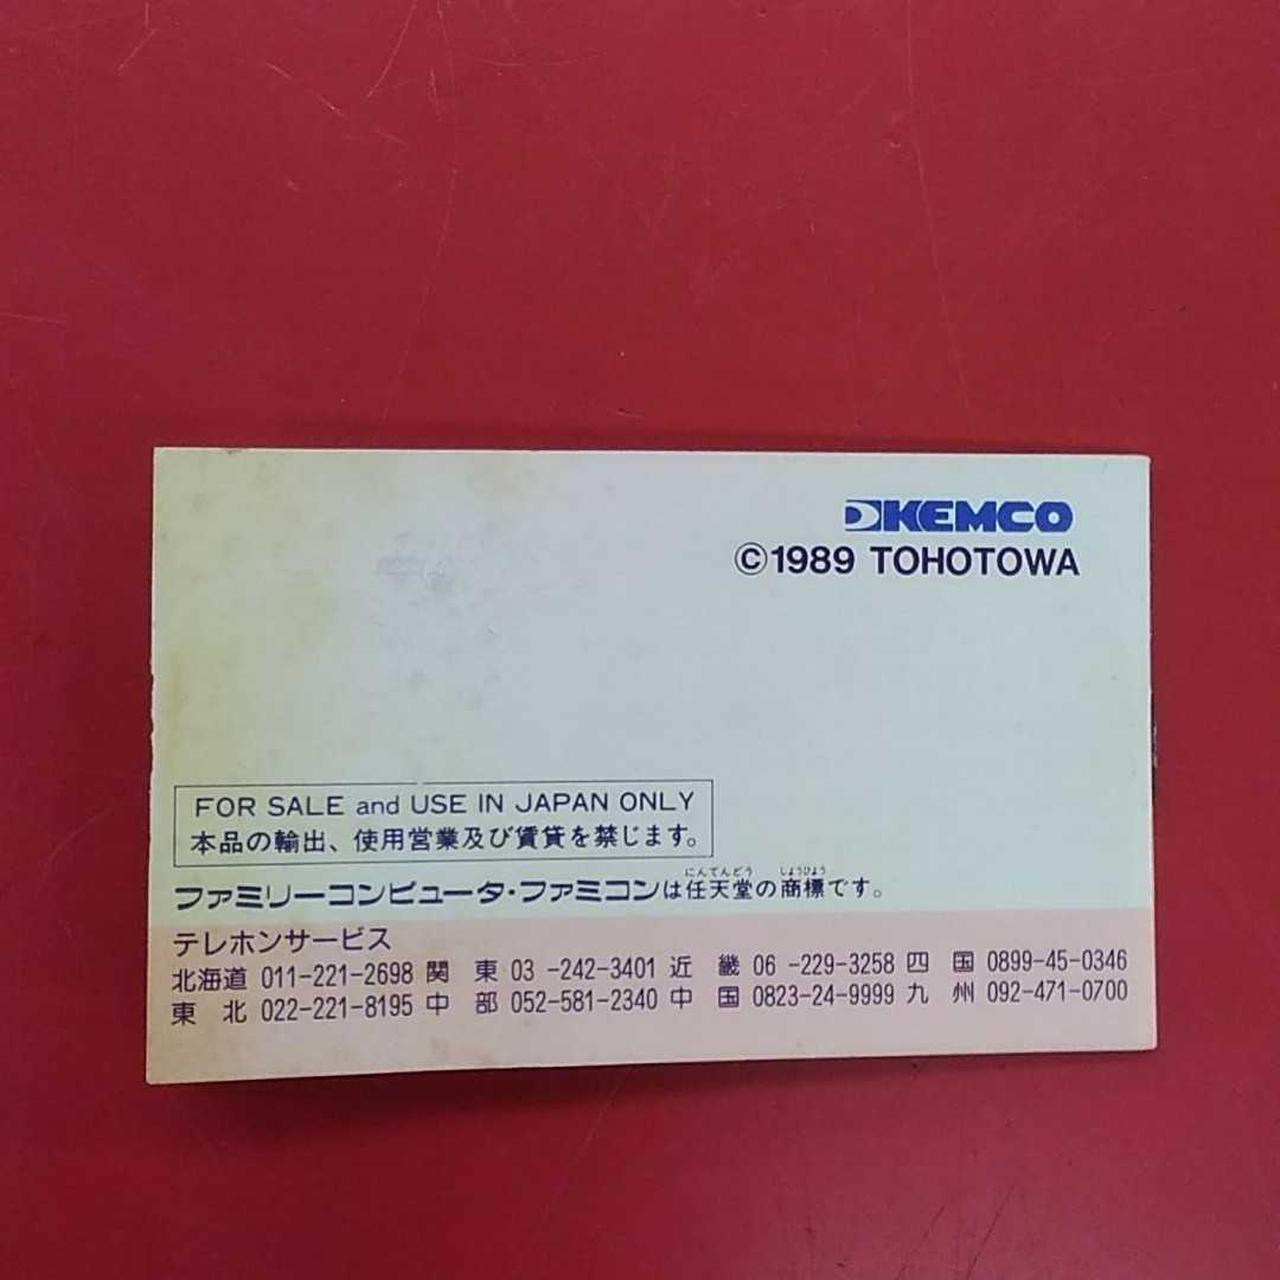 KEMCO
©1989 TOHOTOWA
FOR SALE and USE IN JAPAN ONLY
本品の輸出、使用営業及び賃貸を禁じます。
にんてんどう しょうひょう
ファミリーコンピュータ・ファミコンは任天堂の商標です。
テレホンサービス
北海道 011-221-2698 関 東 03 -242-3401 近 畿 06 -229-3258 四 国 0899-45-0346
東 北 022-221-8195 中 部 052-581-2340 中 国 0823-24-9999 九 州 092-471-0700